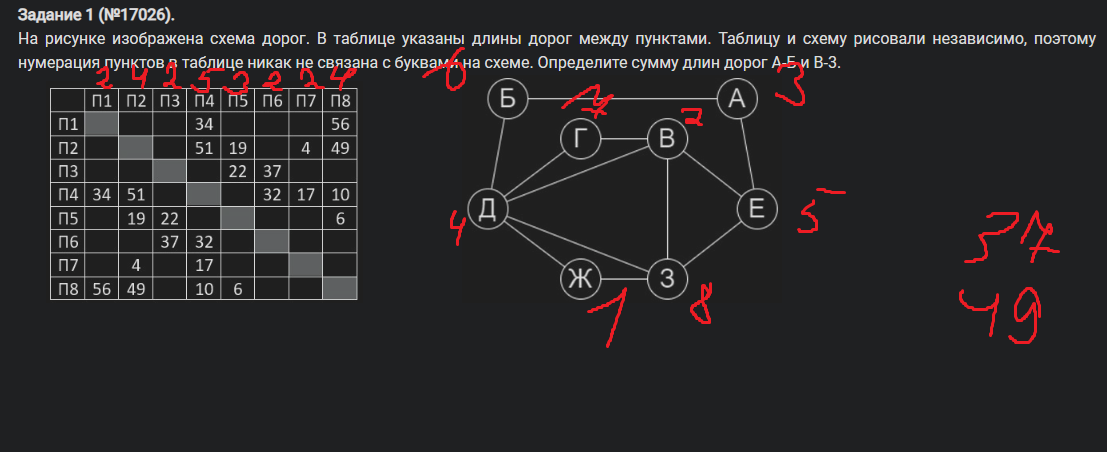 Задание 1 (№17026).
На рисунке изображена схема дорог. В таблице указаны длины дорог между пунктами. Таблицу и схему рисовали независимо, поэтому
нумерация пунктов в таблице никак не связана с буквами на схеме. Определите сумму длин дорог А-Б и В-З.
2 4 2 5 3 2 2 4
П1 П2 П3 П4 П5 П6 П7 П8
П1 34 56
П2 51 19 4 49
П3 22 37
П4 34 51 32 17 10
П5 19 22 6
П6 37 32
П7 4 17
П8 56 49 10 6
6 Б А 3
7 Г В 2
4 Д Е 5
Ж З
1 8
37
49